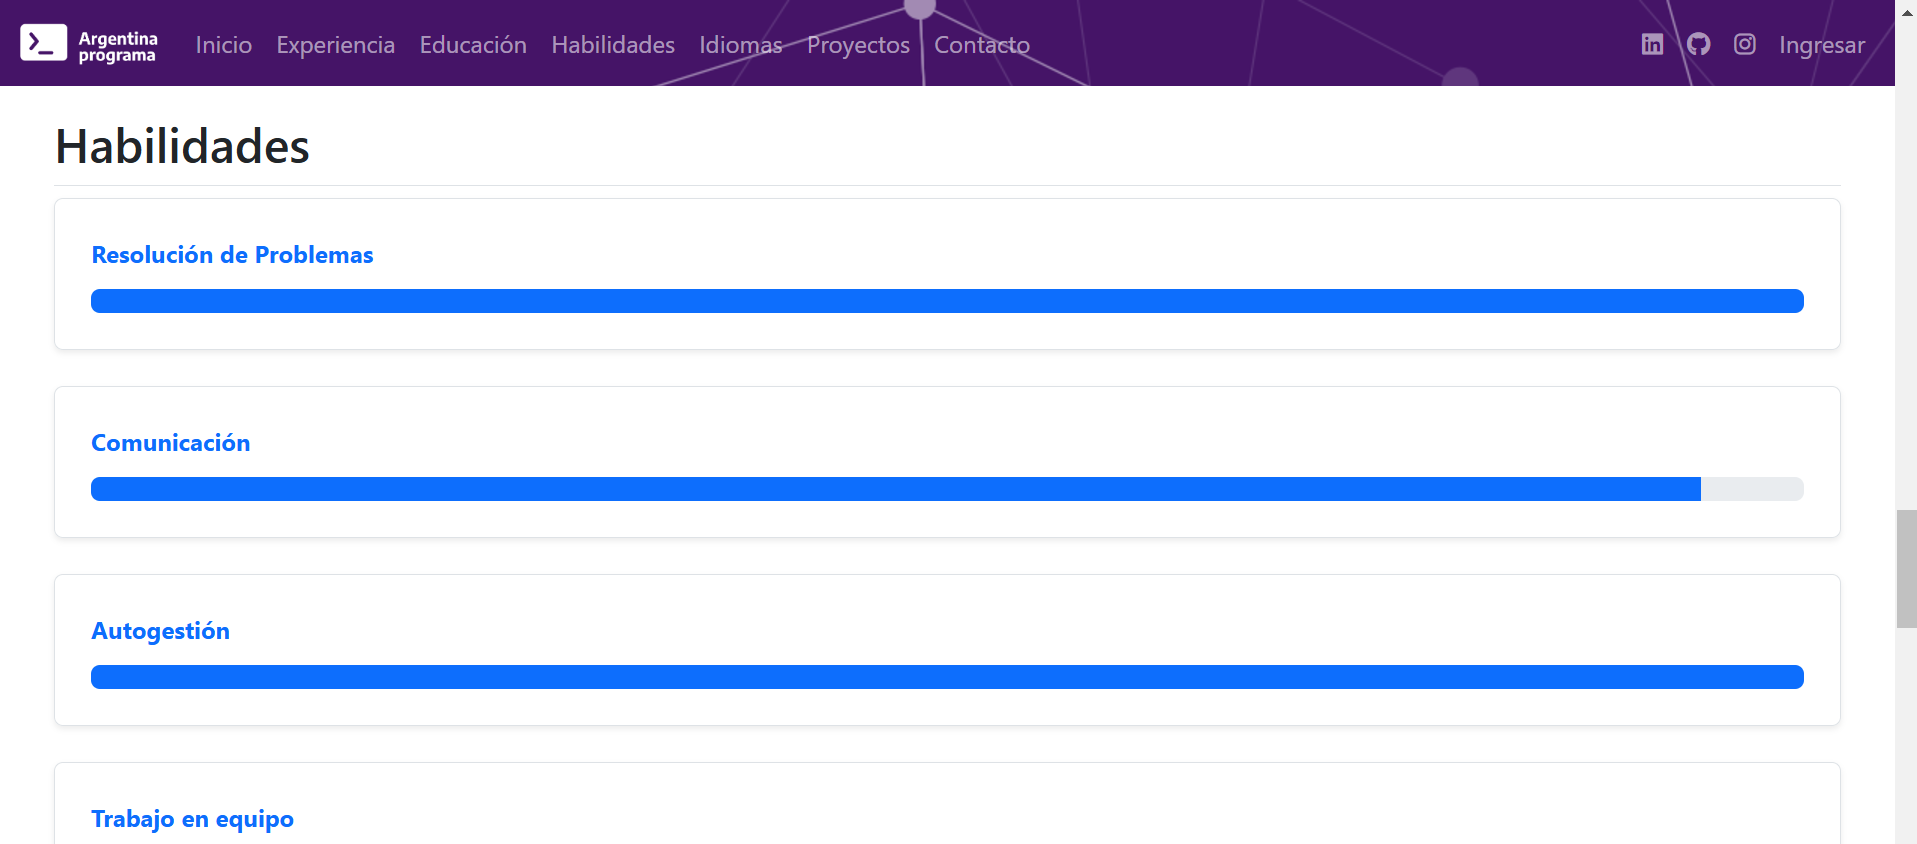 Argentina
programa
Inicio Experiencia Educación Habilidades Idiomas Proyectos Contacto Ingresar
Habilidades
Resolución de Problemas
Comunicación
Autogestión
Trabajo en equipo